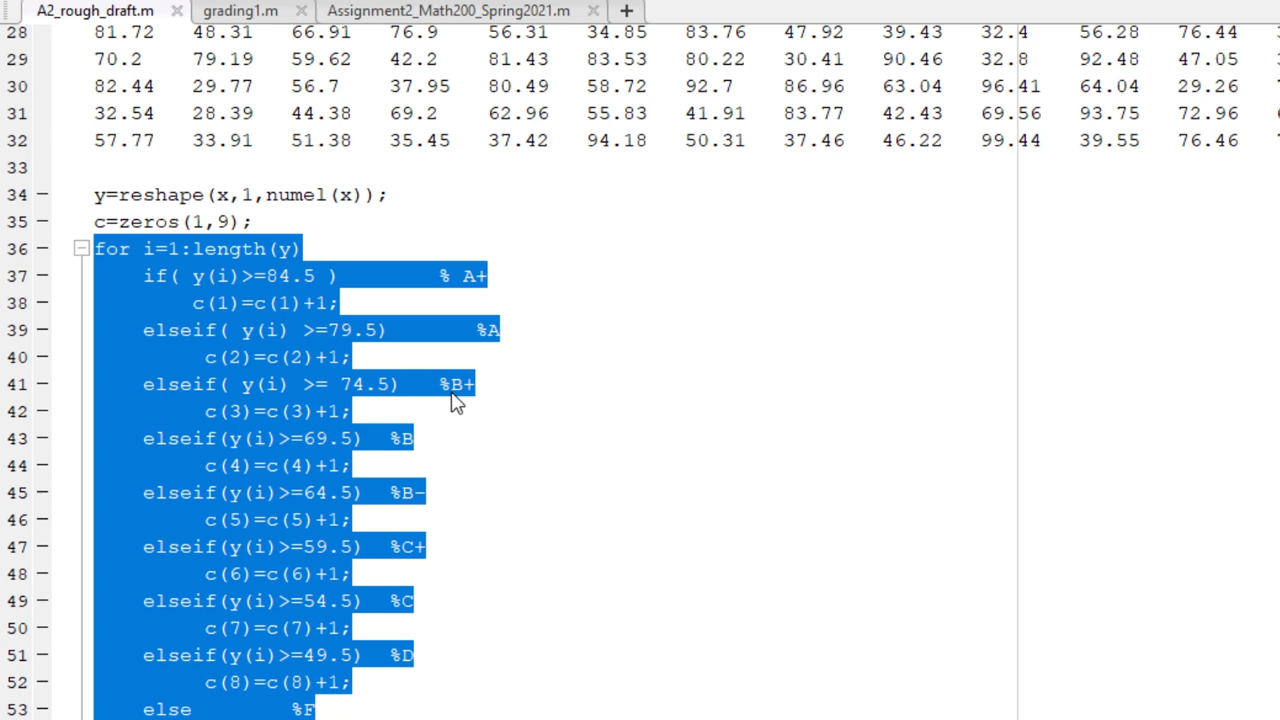 A2_rough_draft.m × grading1.m × Assignment2_Math200_Spring2021.m × +
28 81.72 48.31 66.91 76.9 56.31 34.85 83.76 47.92 39.43 32.4 56.28 76.44
29 70.2 79.19 59.62 42.2 81.43 83.53 80.22 30.41 90.46 32.8 92.48 47.05
30 82.44 29.77 56.7 37.95 80.49 58.72 92.7 86.96 63.04 96.41 64.04 29.26
31 32.54 28.39 44.38 69.2 62.96 55.83 41.91 83.77 42.43 69.56 93.75 72.96
32 57.77 33.91 51.38 35.45 37.42 94.18 50.31 37.46 46.22 99.44 39.55 76.46
33
34 – y=reshape(x,1,numel(x));
35 – c=zeros(1,9);
36 – for i=1:length(y)
37 – if( y(i)>=84.5 ) % A+
38 – c(1)=c(1)+1;
39 – elseif( y(i) >=79.5) %A
40 – c(2)=c(2)+1;
41 – elseif( y(i) >= 74.5) %B+
42 – c(3)=c(3)+1;
43 – elseif(y(i)>=69.5) %B
44 – c(4)=c(4)+1;
45 – elseif(y(i)>=64.5) %B-
46 – c(5)=c(5)+1;
47 – elseif(y(i)>=59.5) %C+
48 – c(6)=c(6)+1;
49 – elseif(y(i)>=54.5) %C
50 – c(7)=c(7)+1;
51 – elseif(y(i)>=49.5) %D
52 – c(8)=c(8)+1;
53 – else %F